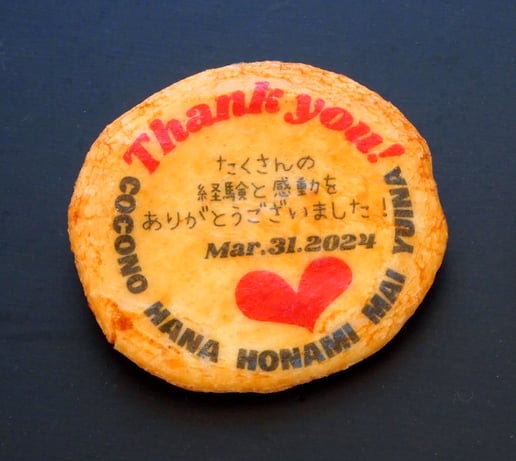 Thank you!
たくさんの
経験と感動を
ありがとうございました!
Mar.31.2024
COCONO HANA HONAMI MAI YUINA